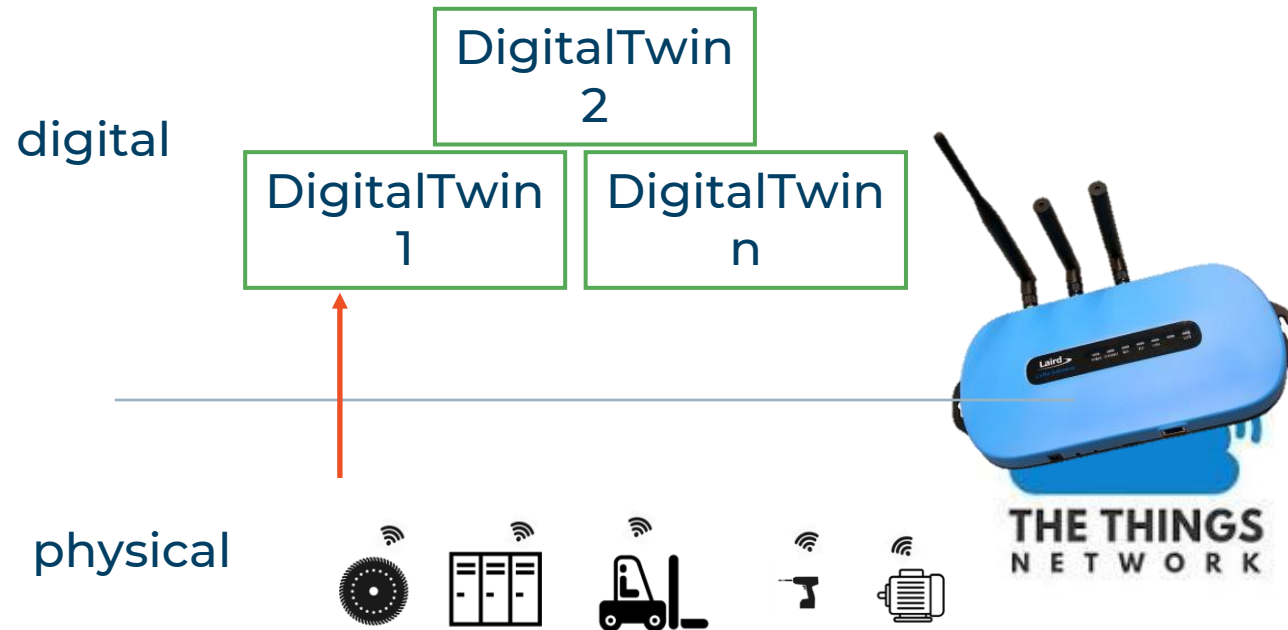 DigitalTwin
2
digital
DigitalTwin
1
DigitalTwin
n
Laird
physical
THE THINGS
NETWORK